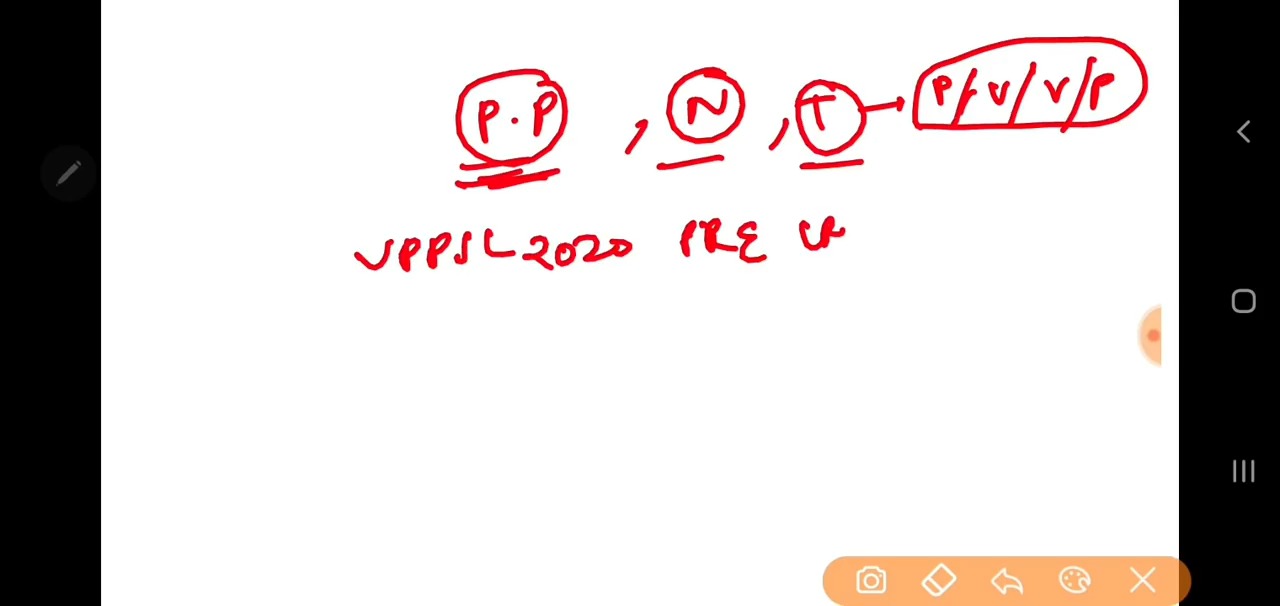 P.P , N , T → P/V/V/P
UPPSC 2020 PRE